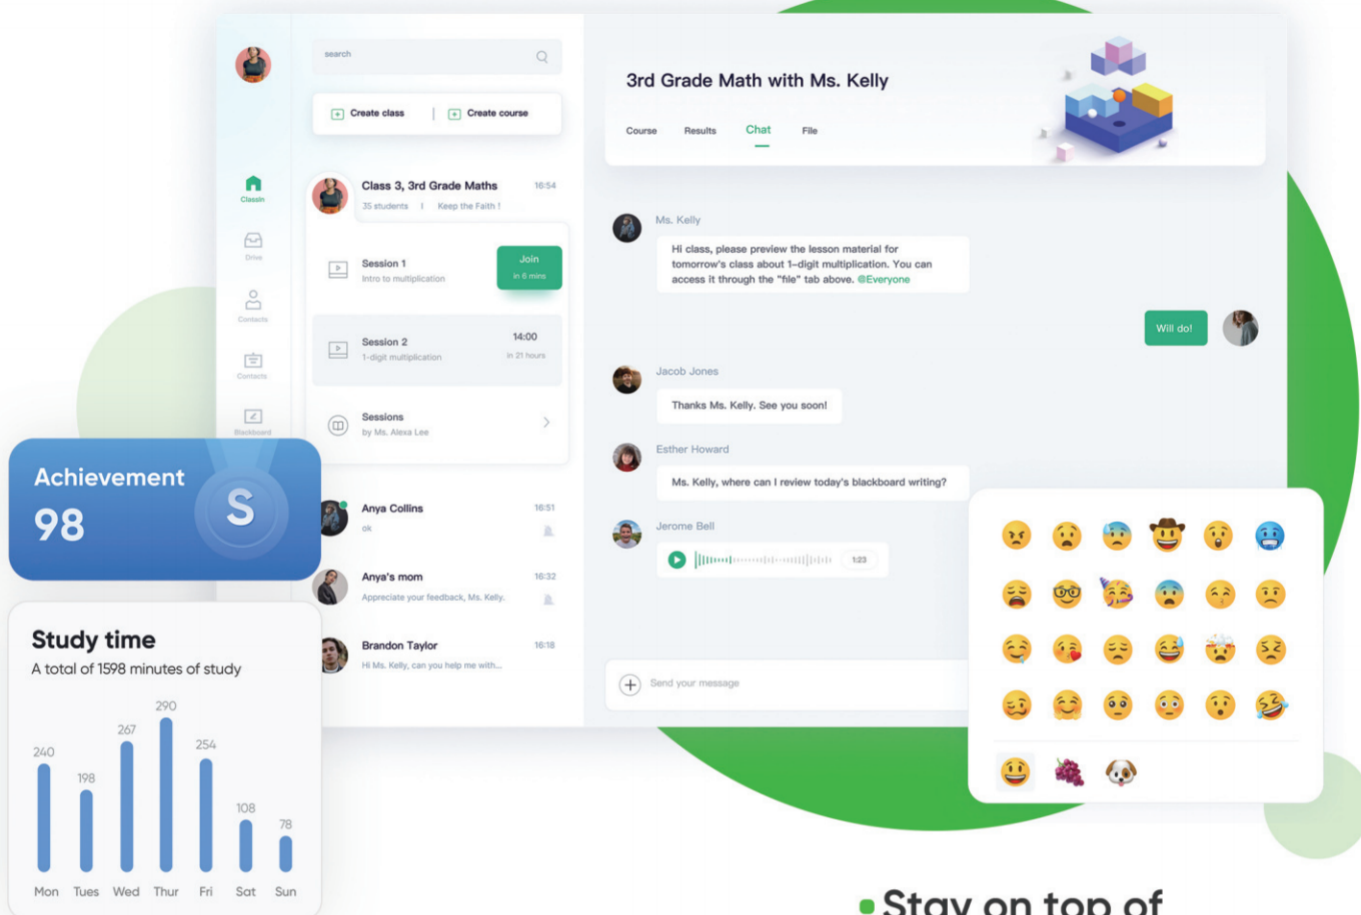 search
Create class
Create course
Classin
Drive
Contacts
Contacts
Blackboard
Class 3, 3rd Grade Maths 16:54
35 students | Keep the Faith !
Session 1
Intro to multiplication
Join
in 6 mins
Session 2 14:00
1-digit multiplication in 21 hours
Sessions
by Ms. Alexa Lee
Anya Collins 16:51
ok
Anya's mom 16:32
Appreciate your feedback, Ms. Kelly.
Brandon Taylor 16:18
Hi Ms. Kelly, can you help me with...
3rd Grade Math with Ms. Kelly
Course Results Chat File
Ms. Kelly
Hi class, please preview the lesson material for
tomorrow's class about 1-digit multiplication. You can
access it through the "file" tab above. @Everyone
Will do!
Jacob Jones
Thanks Ms. Kelly. See you soon!
Esther Howard
Ms. Kelly, where can I review today's blackboard writing?
Jerome Bell
1:23
Send your message
Achievement
98
S
Study time
A total of 1598 minutes of study
240 198 267 290 254 108 78
Mon Tues Wed Thur Fri Sat Sun
Stay on top of